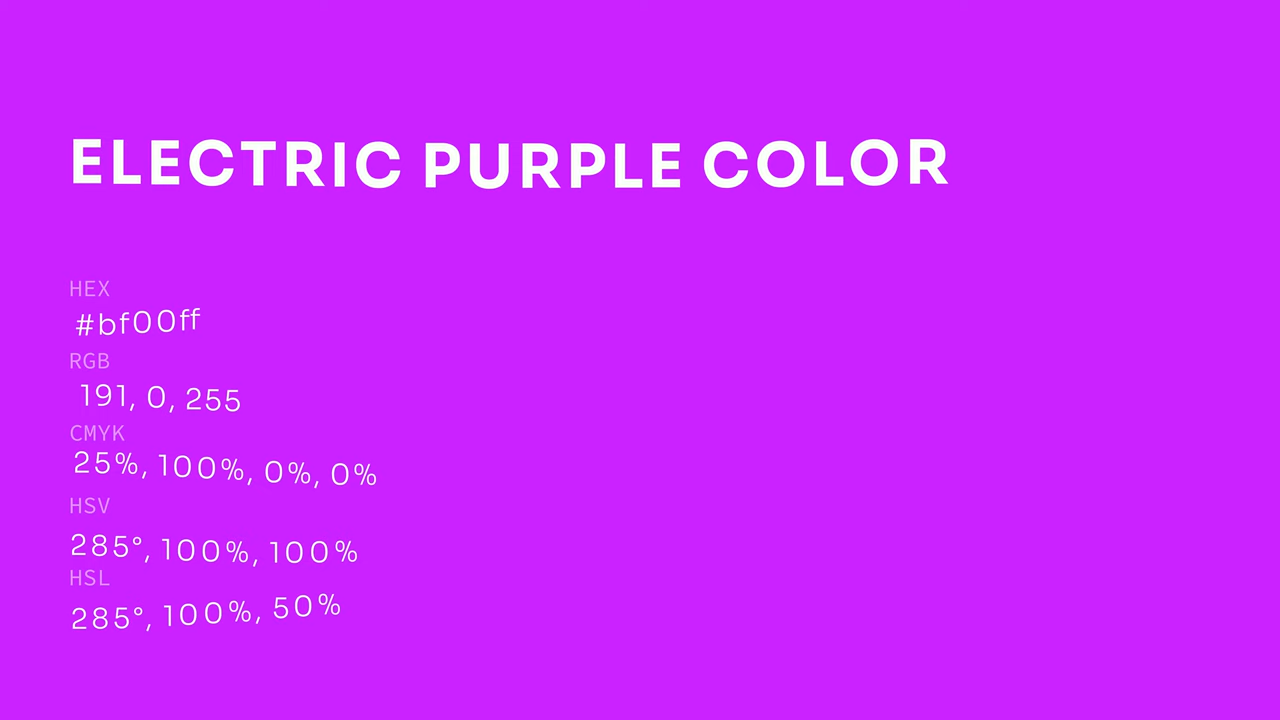 ELECTRIC PURPLE COLOR
HEX
#bf00ff
RGB
191, 0, 255
CMYK
25%, 100%, 0%, 0%
HSV
285°, 100%, 100%
HSL
285°, 100%, 50%